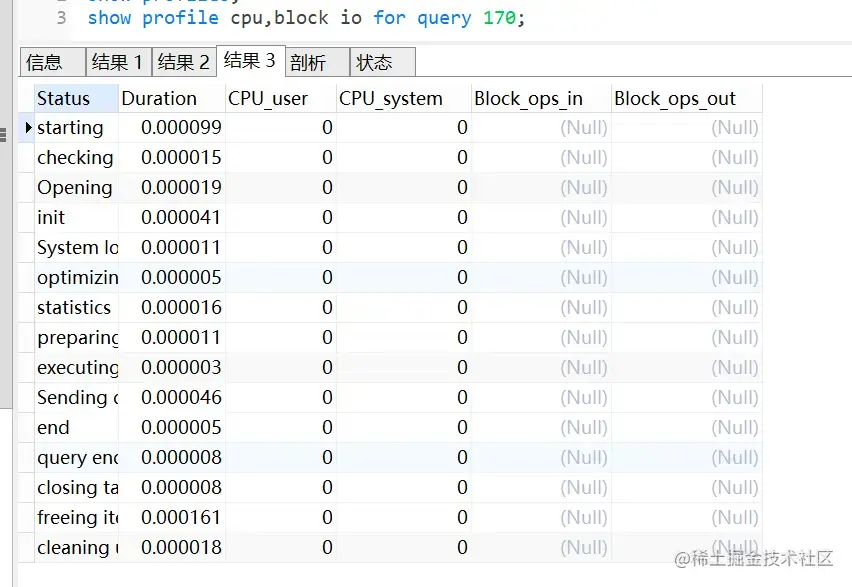 3 show profile cpu,block io for query 170;
信息 结果 1 结果 2 结果 3 剖析 状态
Status Duration CPU_user CPU_system Block_ops_in Block_ops_out
starting 0.000099 0 0 (Null) (Null)
checking 0.000015 0 0 (Null) (Null)
Opening 0.000019 0 0 (Null) (Null)
init 0.000041 0 0 (Null) (Null)
System lo 0.000011 0 0 (Null) (Null)
optimizin 0.000005 0 0 (Null) (Null)
statistics 0.000016 0 0 (Null) (Null)
preparing 0.000011 0 0 (Null) (Null)
executing 0.000003 0 0 (Null) (Null)
Sending 0.000046 0 0 (Null) (Null)
end 0.000005 0 0 (Null) (Null)
query end 0.000008 0 0 (Null) (Null)
closing ta 0.000008 0 0 (Null) (Null)
freeing ite 0.000161 0 0 (Null) (Null)
cleaning 0.000018 0 0 (Null) (Null)
@稀土掘金技术社区